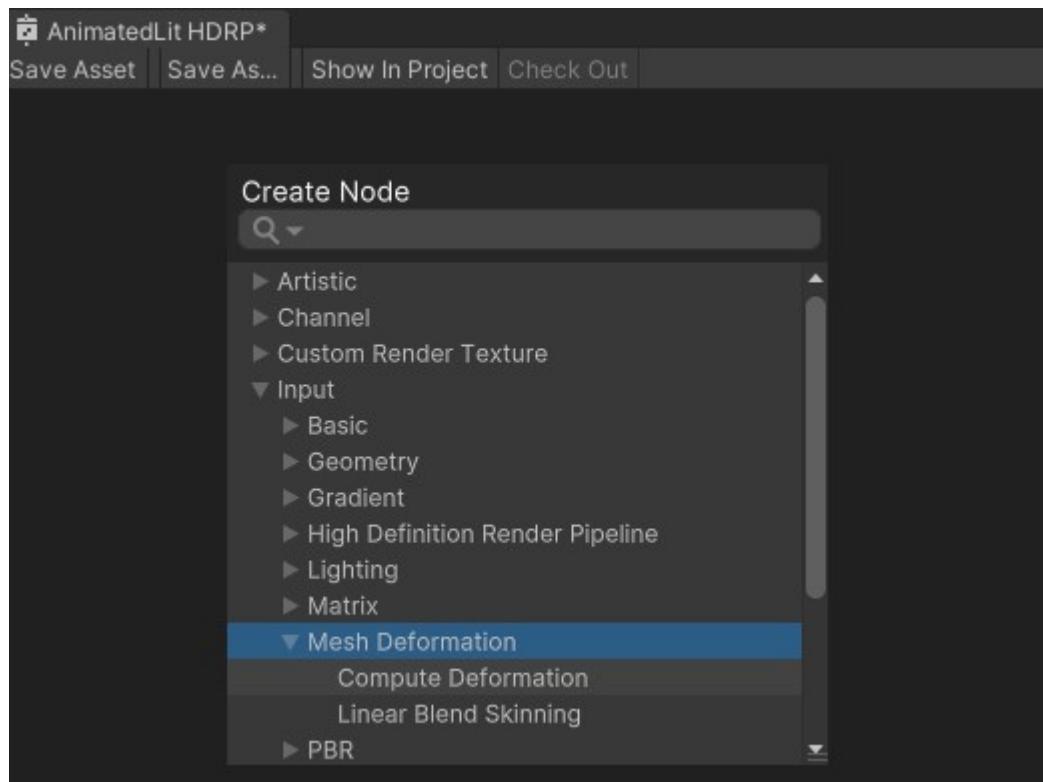 AnimatedLit HDRP*
Save Asset Save As... Show In Project Check Out
Create Node
Artistic
Channel
Custom Render Texture
Input
Basic
Geometry
Gradient
High Definition Render Pipeline
Lighting
Matrix
Mesh Deformation
Compute Deformation
Linear Blend Skinning
PBR